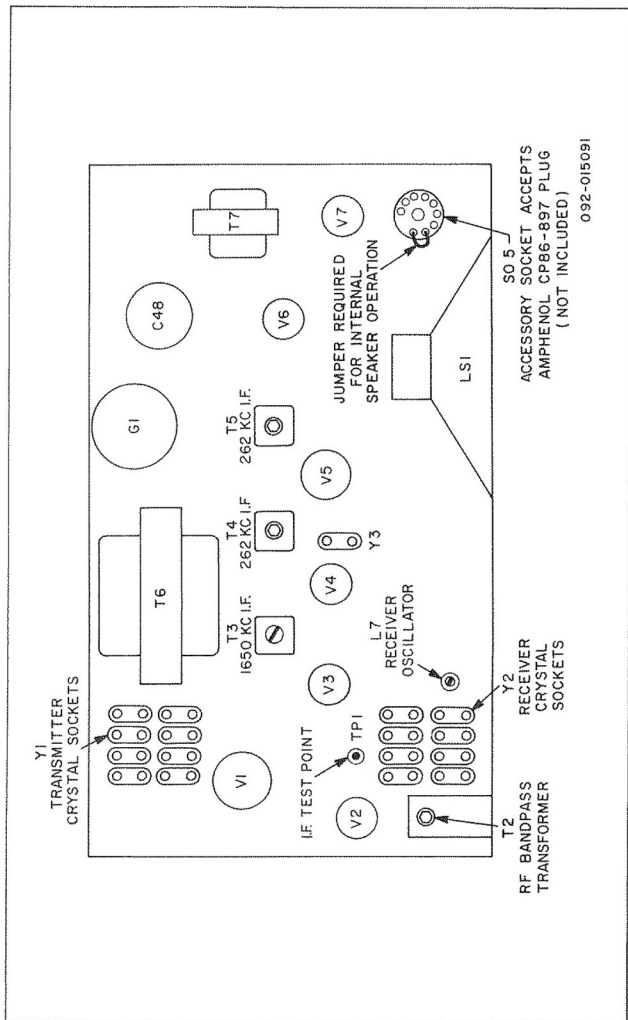 Y1
TRANSMITTER
CRYSTAL SOCKETS
T6
G1
C48
T7
T3
1650 KC I.F.
T4
262 KC I.F
T5
262 KC I.F.
V1
V2
V3
V4
V5
V6
V7
I.F. TEST POINT
TP1
Y3
L7
RECEIVER
OSCILLATOR
JUMPER REQUIRED
FOR INTERNAL
SPEAKER OPERATION
LS1
T2
RF BANDPASS
TRANSFORMER
Y2
RECEIVER
CRYSTAL
SOCKETS
SO 5
ACCESSORY SOCKET ACCEPTS
AMPHENOL CP86-897 PLUG
(NOT INCLUDED)
092-015091